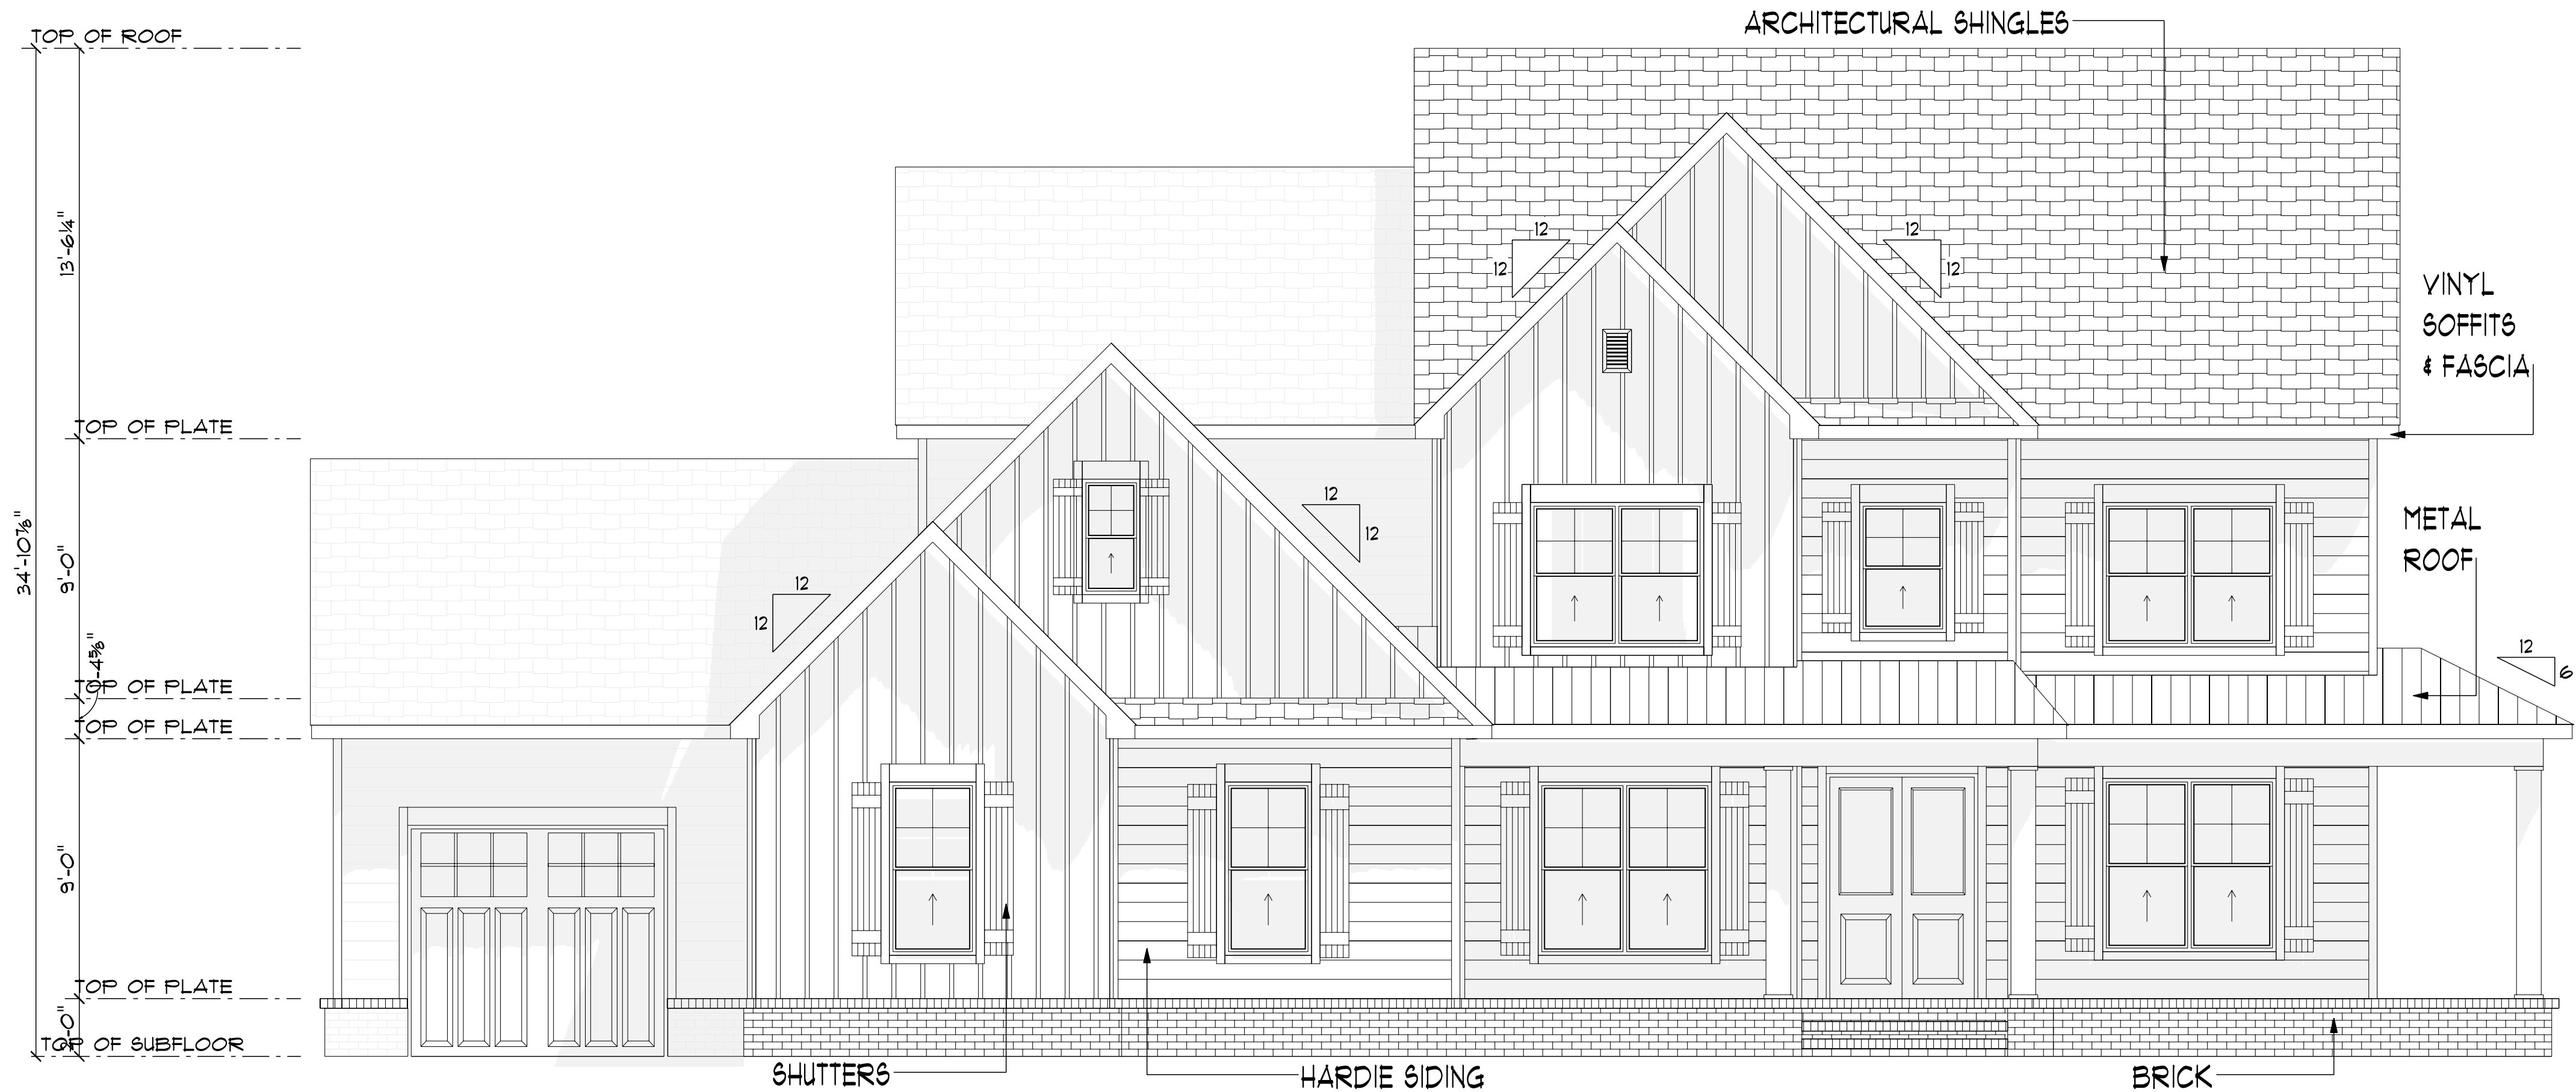 ARCHITECTURAL SHINGLES
TOP OF ROOF
13'-6¼"
12
12
12
12
VINYL
SOFFITS
& FASCIA
TOP OF PLATE
34'-10⅞"
9'-0"
12
12
METAL
ROOF
12
12
12
6
TOP OF PLATE
TOP OF PLATE
9'-0"
TOP OF PLATE
TOP OF SUBFLOOR
SHUTTERS
HARDIE SIDING
BRICK